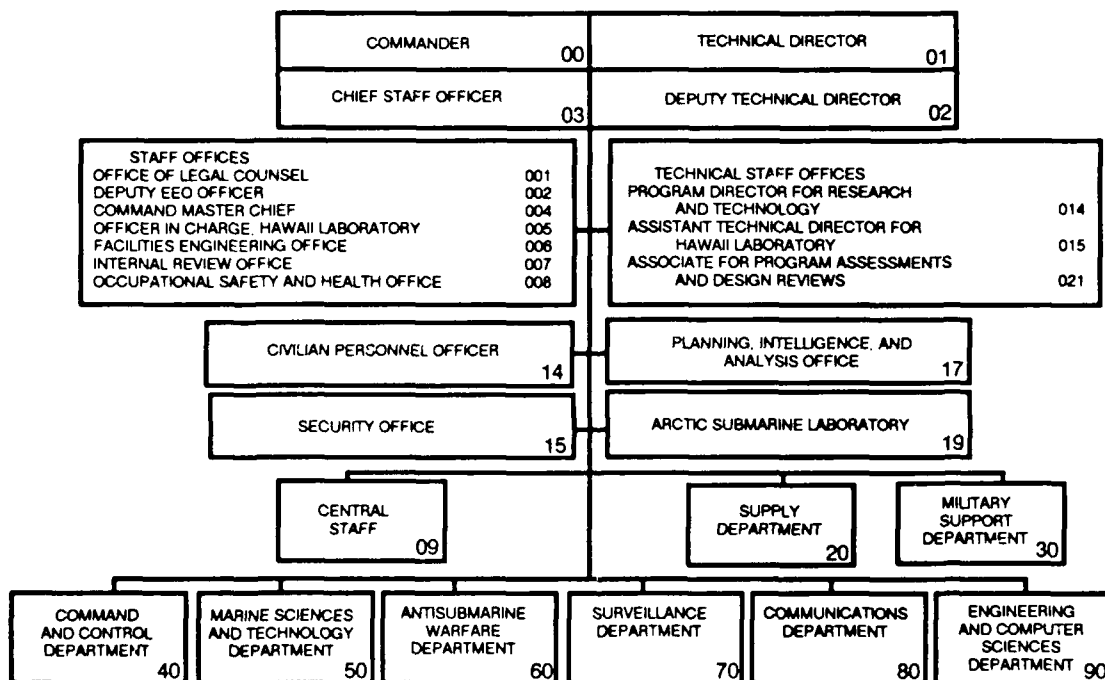 COMMANDER 00
TECHNICAL DIRECTOR 01
CHIEF STAFF OFFICER 03
DEPUTY TECHNICAL DIRECTOR 02
STAFF OFFICES
OFFICE OF LEGAL COUNSEL 001
DEPUTY EEO OFFICER 002
COMMAND MASTER CHIEF 004
OFFICER IN CHARGE, HAWAII LABORATORY 005
FACILITIES ENGINEERING OFFICE 006
INTERNAL REVIEW OFFICE 007
OCCUPATIONAL SAFETY AND HEALTH OFFICE 008
TECHNICAL STAFF OFFICES
PROGRAM DIRECTOR FOR RESEARCH
AND TECHNOLOGY 014
ASSISTANT TECHNICAL DIRECTOR FOR
HAWAII LABORATORY 015
ASSOCIATE FOR PROGRAM ASSESSMENTS
AND DESIGN REVIEWS 021
CIVILIAN PERSONNEL OFFICER
14
PLANNING, INTELLIGENCE, AND
ANALYSIS OFFICE
17
SECURITY OFFICE
15
ARCTIC SUBMARINE LABORATORY
19
CENTRAL
STAFF
09
SUPPLY
DEPARTMENT
20
MILITARY
SUPPORT
DEPARTMENT 30
COMMAND
AND CONTROL
DEPARTMENT
40
MARINE SCIENCES
AND TECHNOLOGY
DEPARTMENT
50
ANTISUBMARINE
WARFARE
DEPARTMENT
60
SURVEILLANCE
DEPARTMENT
70
COMMUNICATIONS
DEPARTMENT
80
ENGINEERING
AND COMPUTER
SCIENCES
DEPARTMENT 90